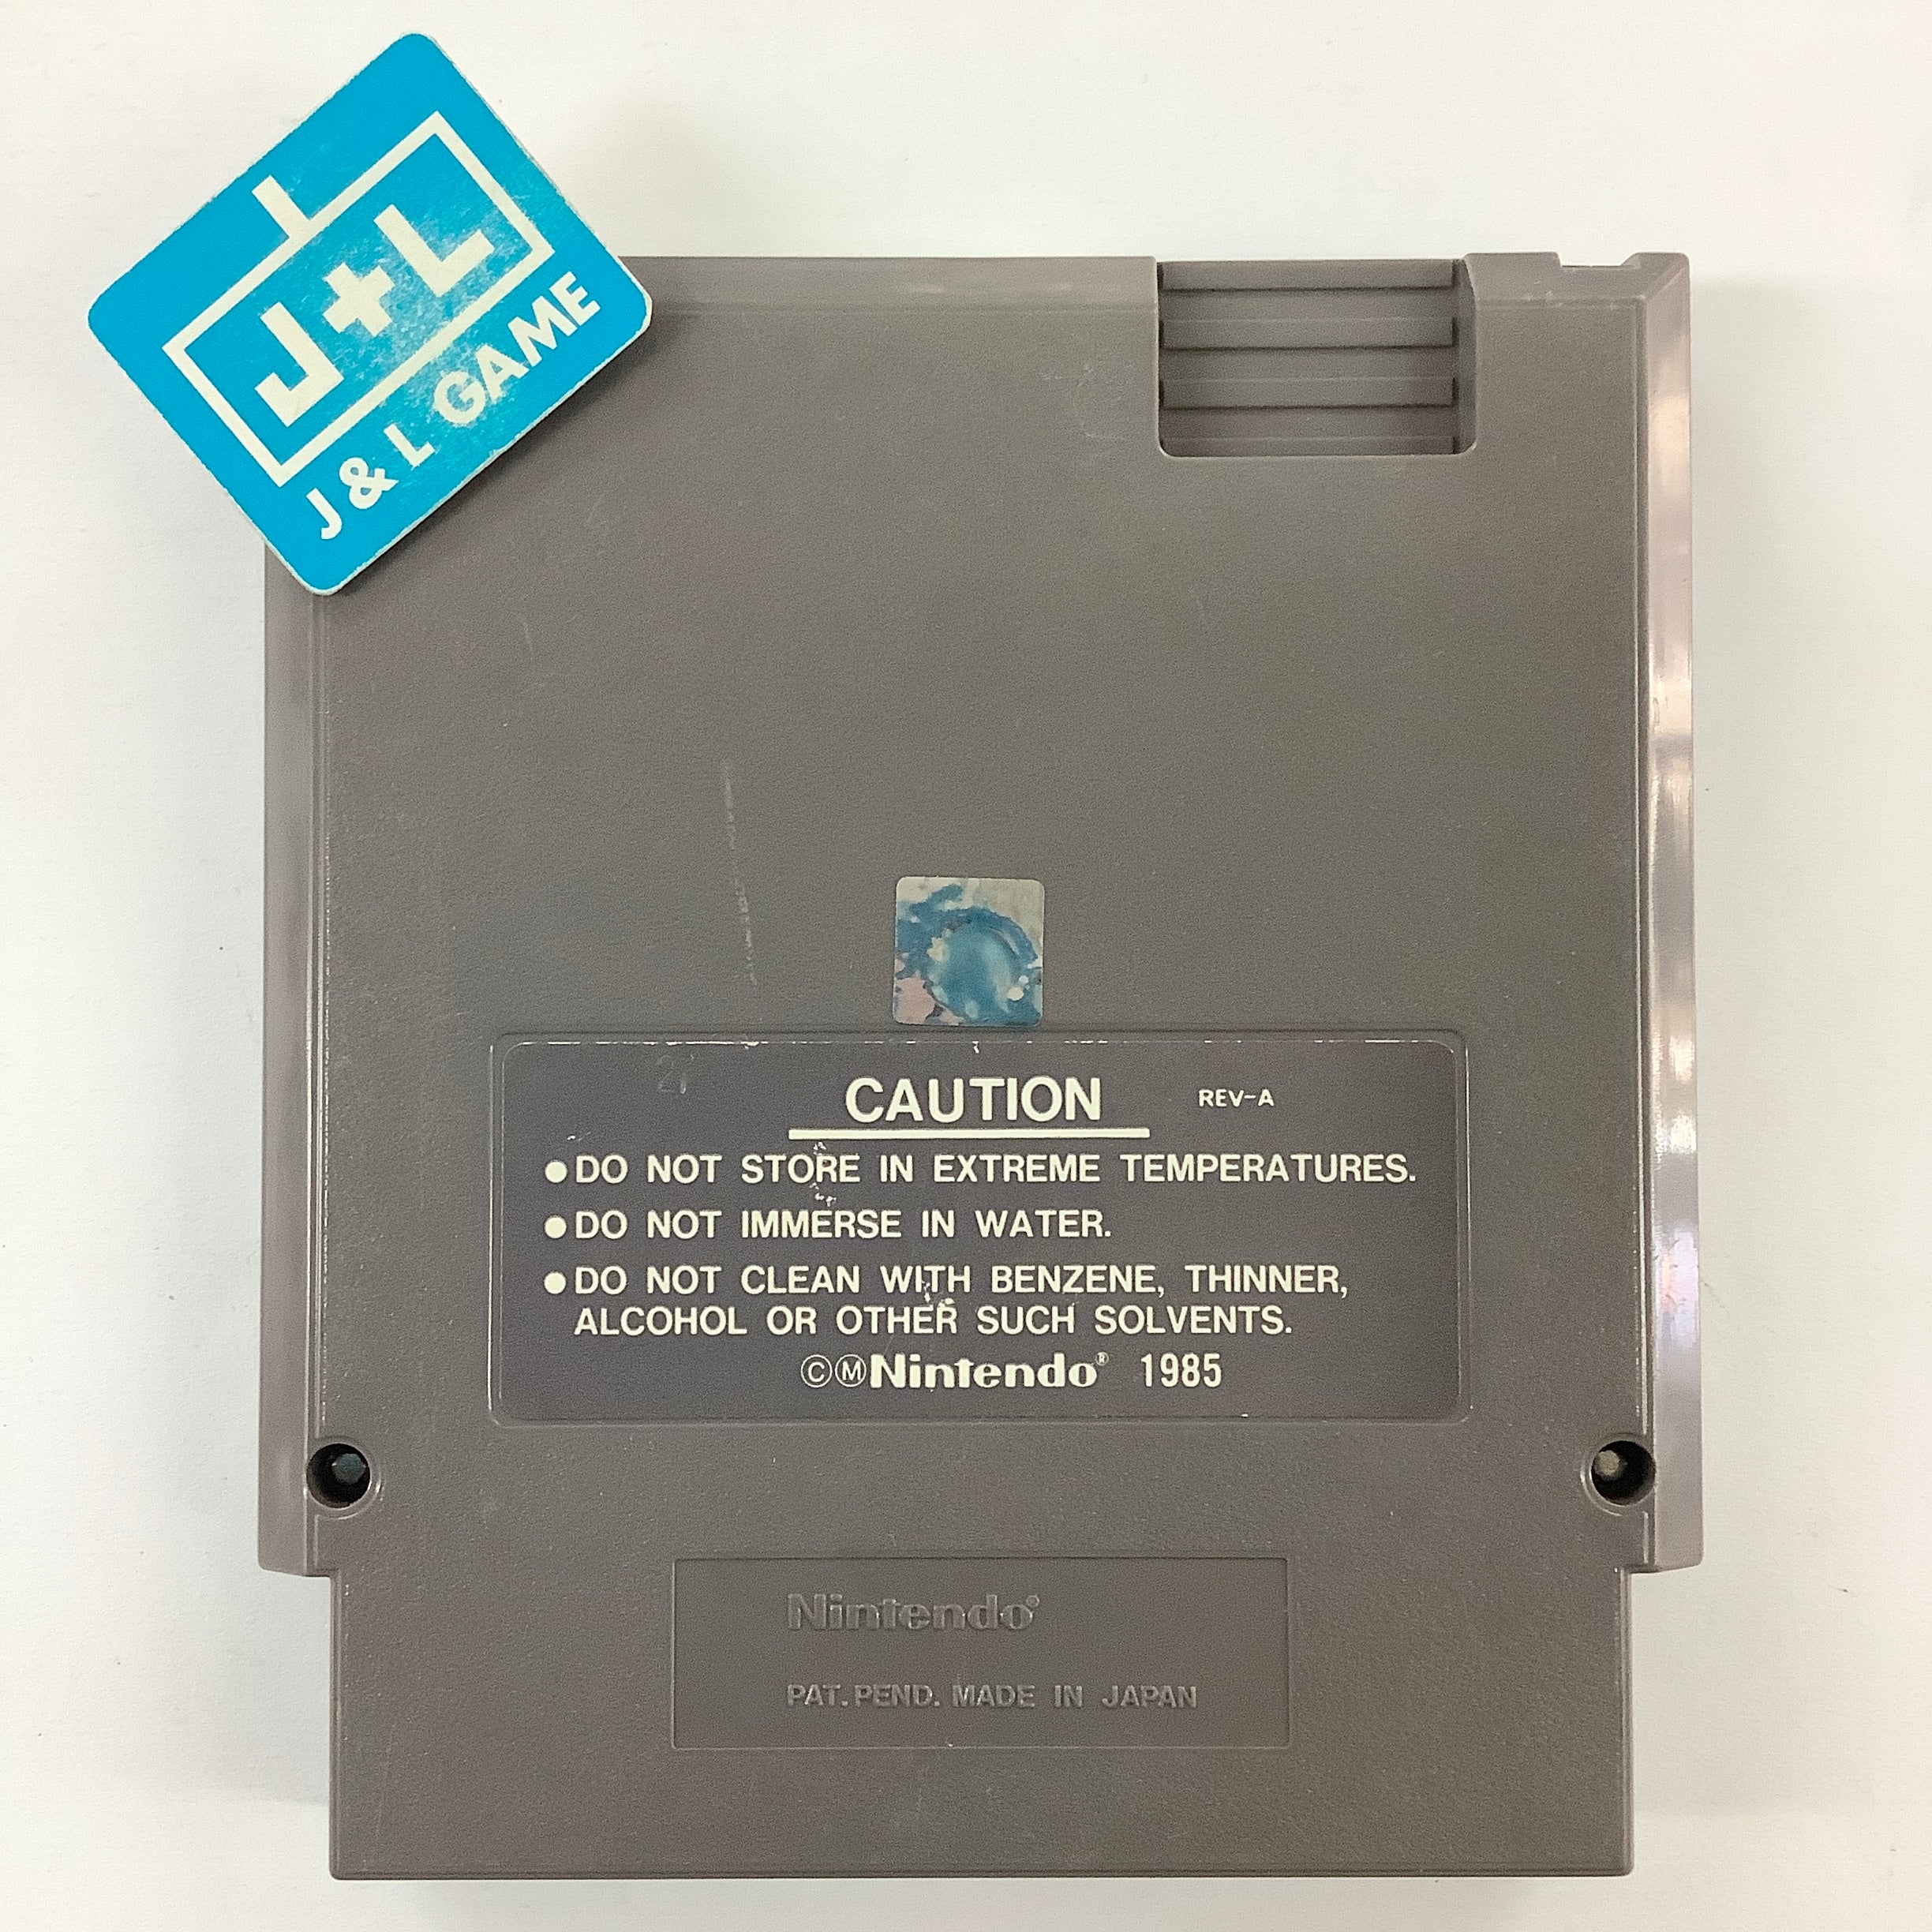 J+L
J & L GAME
21
CAUTION REV-A
●DO NOT STORE IN EXTREME TEMPERATURES.
●DO NOT IMMERSE IN WATER.
●DO NOT CLEAN WITH BENZENE, THINNER,
ALCOHOL OR OTHER SUCH SOLVENTS.
©ⓂNintendo® 1985
Nintendo®
PAT. PEND. MADE IN JAPAN